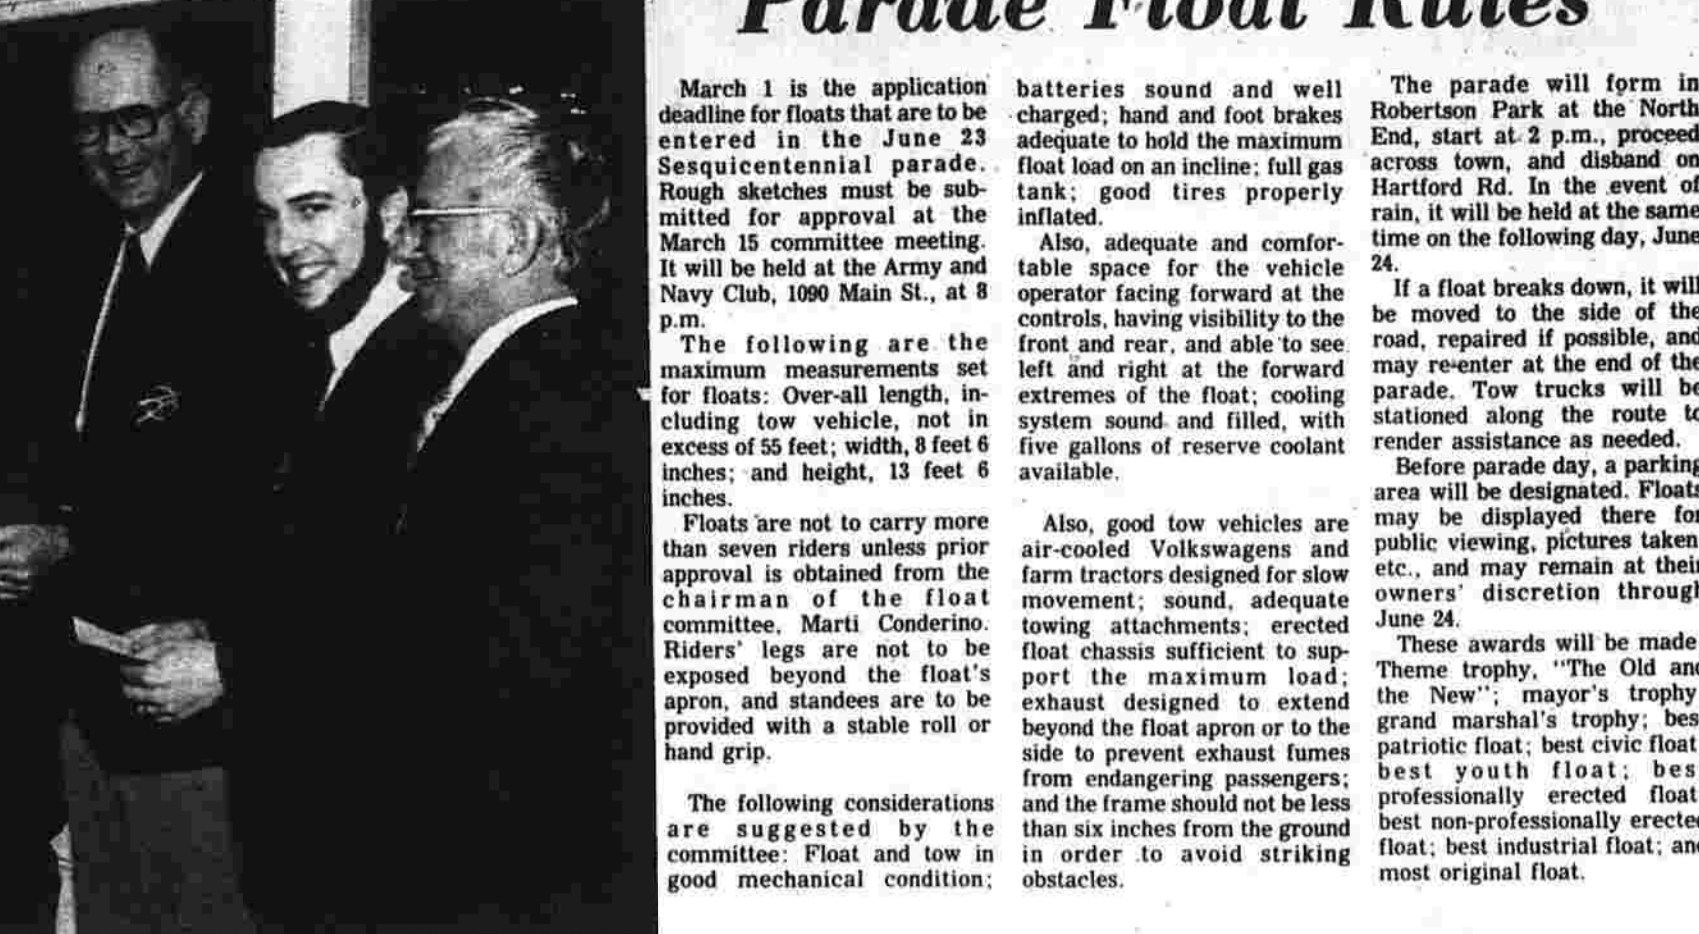 Parade Float Rules
March 1 is the application
deadline for floats that are to be
entered in the June 23
Sesquicentennial parade.
Rough sketches must be sub-
mitted for approval at the
March 15 committee meeting.
It will be held at the Army and
Navy Club, 1090 Main St., at 8
p.m.
The following are the
maximum measurements set
for floats: Over-all length, in-
cluding tow vehicle, not in
excess of 55 feet; width, 8 feet 6
inches; and height, 13 feet 6
inches.
Floats are not to carry more
than seven riders unless prior
approval is obtained from the
chairman of the float
committee, Marti Conderino.
Riders' legs are not to be
exposed beyond the float's
apron, and standees are to be
provided with a stable roll or
hand grip.
The following considerations
are suggested by the
committee: Float and tow in
good mechanical condition;
batteries sound and well
charged; hand and foot brakes
adequate to hold the maximum
float load on an incline; full gas
tank; good tires properly
inflated.
Also, adequate and comfor-
table space for the vehicle
operator facing forward at the
controls, having visibility to the
front and rear, and able to see
left and right at the forward
extremes of the float; cooling
system sound and filled, with
five gallons of reserve coolant
available.
Also, good tow vehicles are
air-cooled Volkswagens and
farm tractors designed for slow
movement; sound, adequate
towing attachments; erected
float chassis sufficient to sup-
port the maximum load;
exhaust designed to extend
beyond the float apron or to the
side to prevent exhaust fumes
from endangering passengers;
and the frame should not be less
than six inches from the ground
in order to avoid striking
obstacles.
The parade will form in
Robertson Park at the North
End, start at 2 p.m., proceed
across town, and disband on
Hartford Rd. In the event of
rain, it will be held at the same
time on the following day, June
24.
If a float breaks down, it will
be moved to the side of the
road, repaired if possible, and
may re-enter at the end of the
parade. Tow trucks will be
stationed along the route to
render assistance as needed.
Before parade day, a parking
area will be designated. Floats
may be displayed there for
public viewing, pictures taken
etc., and may remain at their
owners' discretion through
June 24.
These awards will be made
Theme trophy, "The Old and
the New"; mayor's trophy
grand marshal's trophy; bes
patriotic float; best civic float
best youth float; bes
professionally erected float
best non-professionally erected
float; best industrial float; and
most original float.